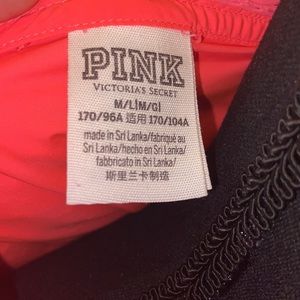 PINK
VICTORIA'S SECRET
M/L|M/G|
170/96A 适用 170/104A
made in Sri Lanka/fabriqué au
Sri Lanka/hecho en Sri Lanka/
fabricato in Sri Lanka/
斯里兰卡制造